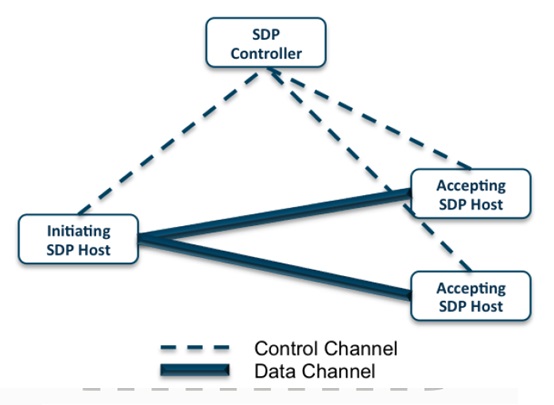 SDP
Controller
Accepting
SDP Host
Initiating
SDP Host
Accepting
SDP Host
Control Channel
Data Channel